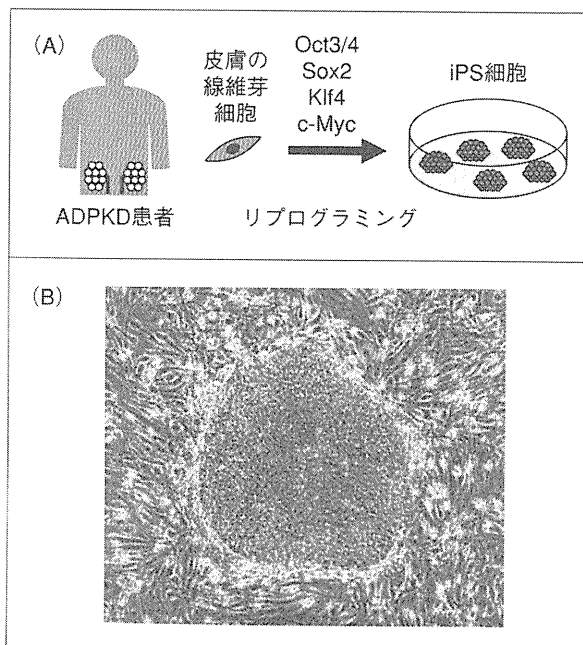 (A)
皮膚の
線維芽
細胞
Oct3/4
Sox2
Klf4
c-Myc
iPS細胞
ADPKD患者
リプログラミング
(B)